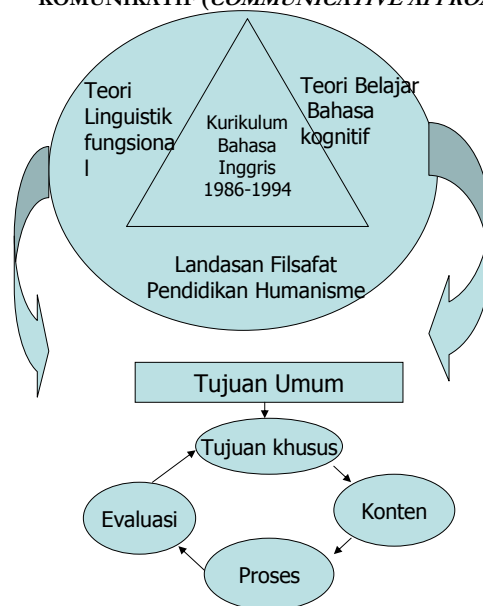 KOMUNIKATIF (COMMUNICATIVE
Teori
Linguistik
fungsiona
l
Teori Belajar
Bahasa
kognitif
Kurikulum
Bahasa
Inggris
1986-1994
Landasan Filsafat
Pendidikan Humanisme
Tujuan Umum
Tujuan khusus
Evaluasi
Konten
Proses